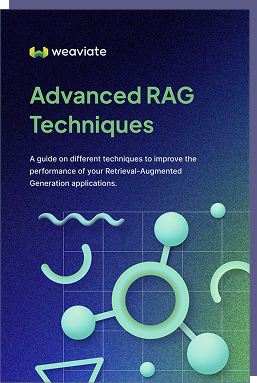 weaviate
Advanced RAG
Techniques
A guide on different techniques to improve the
performance of your Retrieval-Augmented
Generation applications.